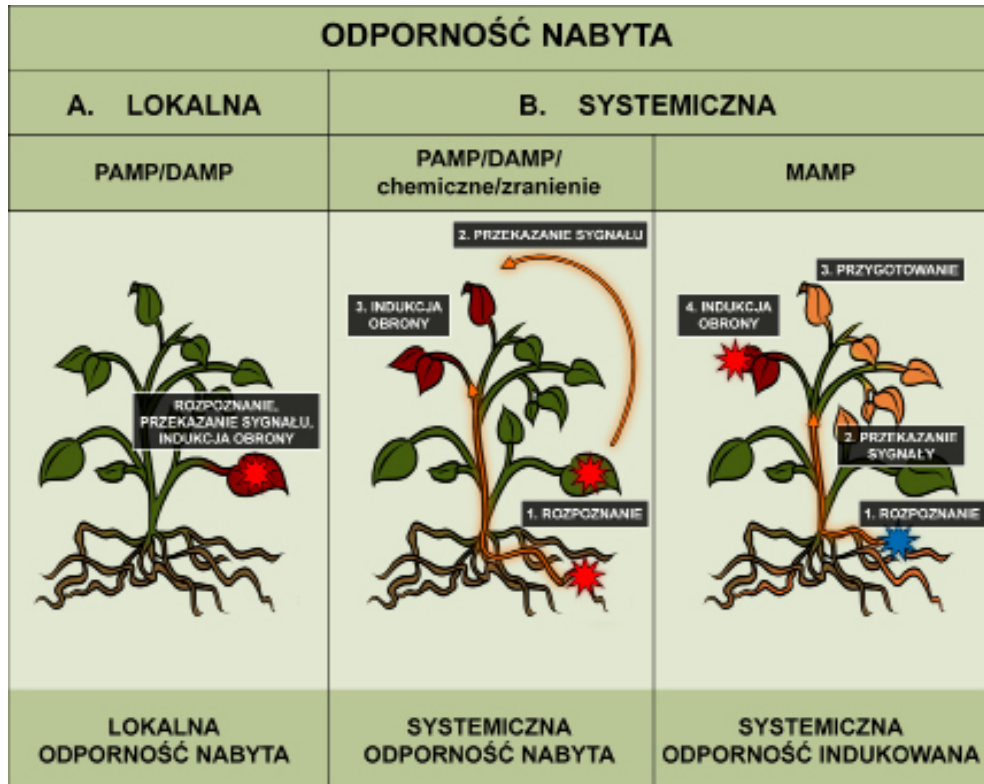 ODPORNOŚĆ NABYTA
A. LOKALNA
B. SYSTEMICZNA
PAMP/DAMP
PAMP/DAMP/
chemiczne/zranienie
MAMP
ROZPOZNANIE,
PRZEKAZANIE SYGNAŁU,
INDUKCJA OBRONY
2. PRZEKAZANIE SYGNAŁU
3. INDUKCJA
OBRONY
1. ROZPOZNANIE
3. PRZYGOTOWANIE
4. INDUKCJA
OBRONY
2. PRZEKAZANIE
SYGNAŁY
1. ROZPOZNANIE
LOKALNA
ODPORNOŚĆ NABYTA
SYSTEMICZNA
ODPORNOŚĆ NABYTA
SYSTEMICZNA
ODPORNOŚĆ INDUKOWANA